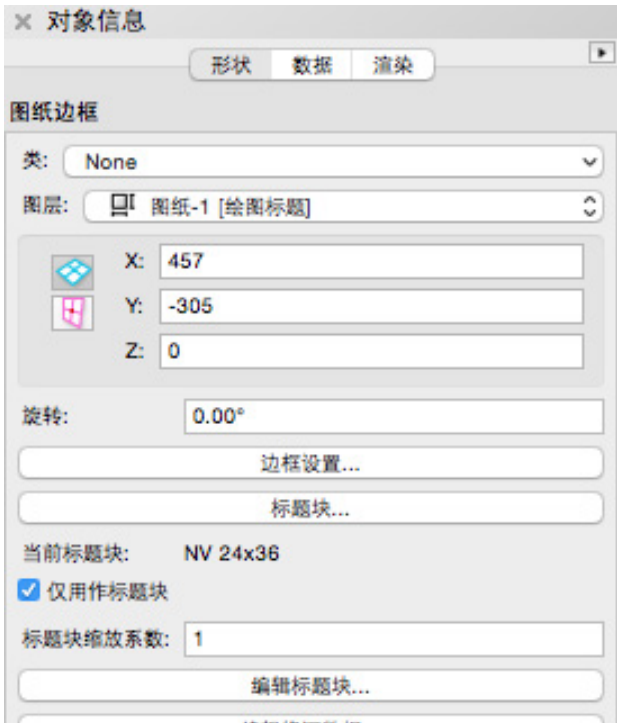 对象信息
形状 数据 渲染
图纸边框
类: None
图层: 图纸-1 [绘图标题]
X: 457
Y: -305
Z: 0
旋转: 0.00°
边框设置...
标题块...
当前标题块: NV 24x36
仅用作标题块
标题块缩放系数: 1
编辑标题块...